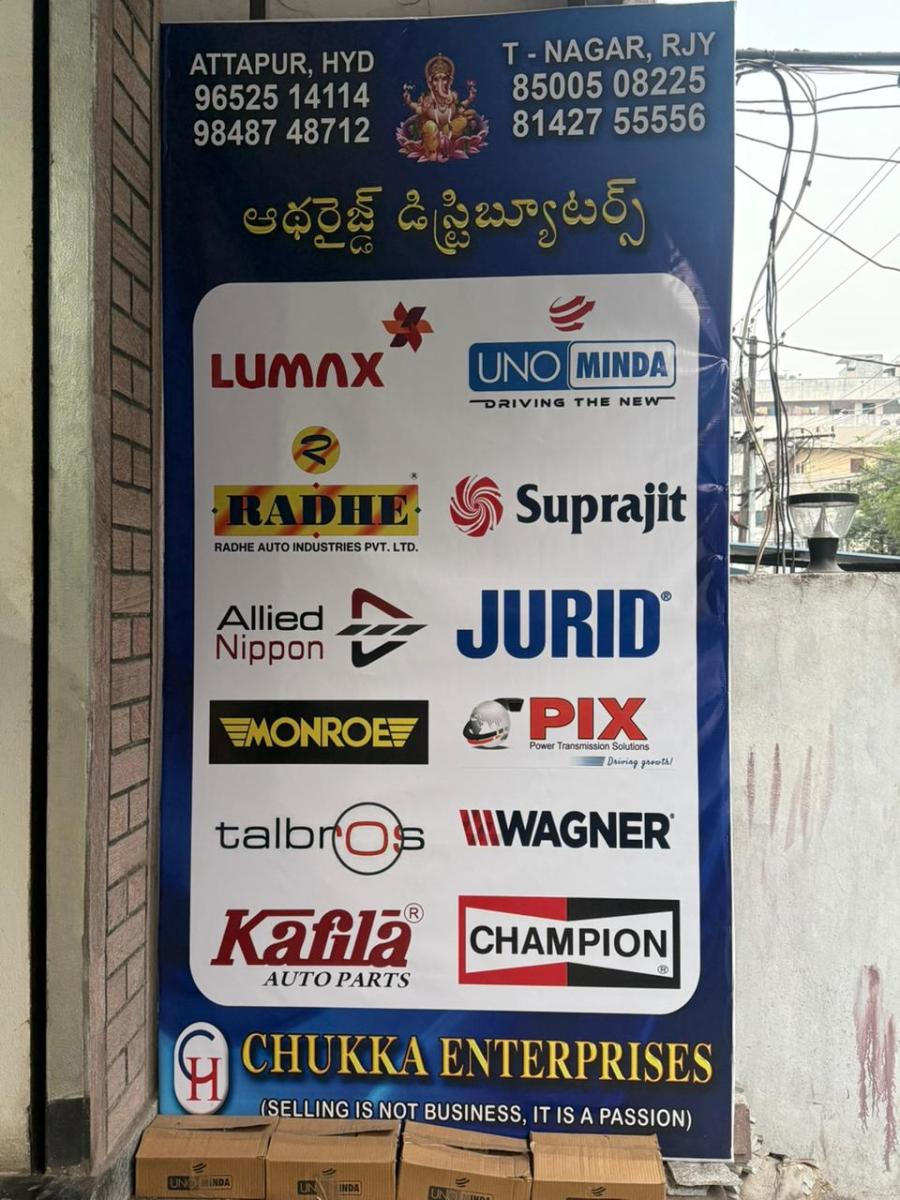 ATTAPUR, HYD
96525 14114
98487 48712
T - NAGAR, RJY
85005 08225
81427 55556
ఆథరైజ్డ్ డిస్ట్రిబ్యూటర్స్
LUMAX
UNO MINDA
DRIVING THE NEW
R
RADHE ®
RADHE AUTO INDUSTRIES PVT. LTD.
Suprajit
Allied
Nippon
JURID®
MONROE
PIX
Power Transmission Solutions
Driving growth!
talbros
WAGNER®
Kafilā ®
AUTO PARTS
CHAMPION ®
CH
CHUKKA ENTERPRISES
(SELLING IS NOT BUSINESS, IT IS A PASSION)
UNO MINDA
UNO MINDA
UNO MINDA